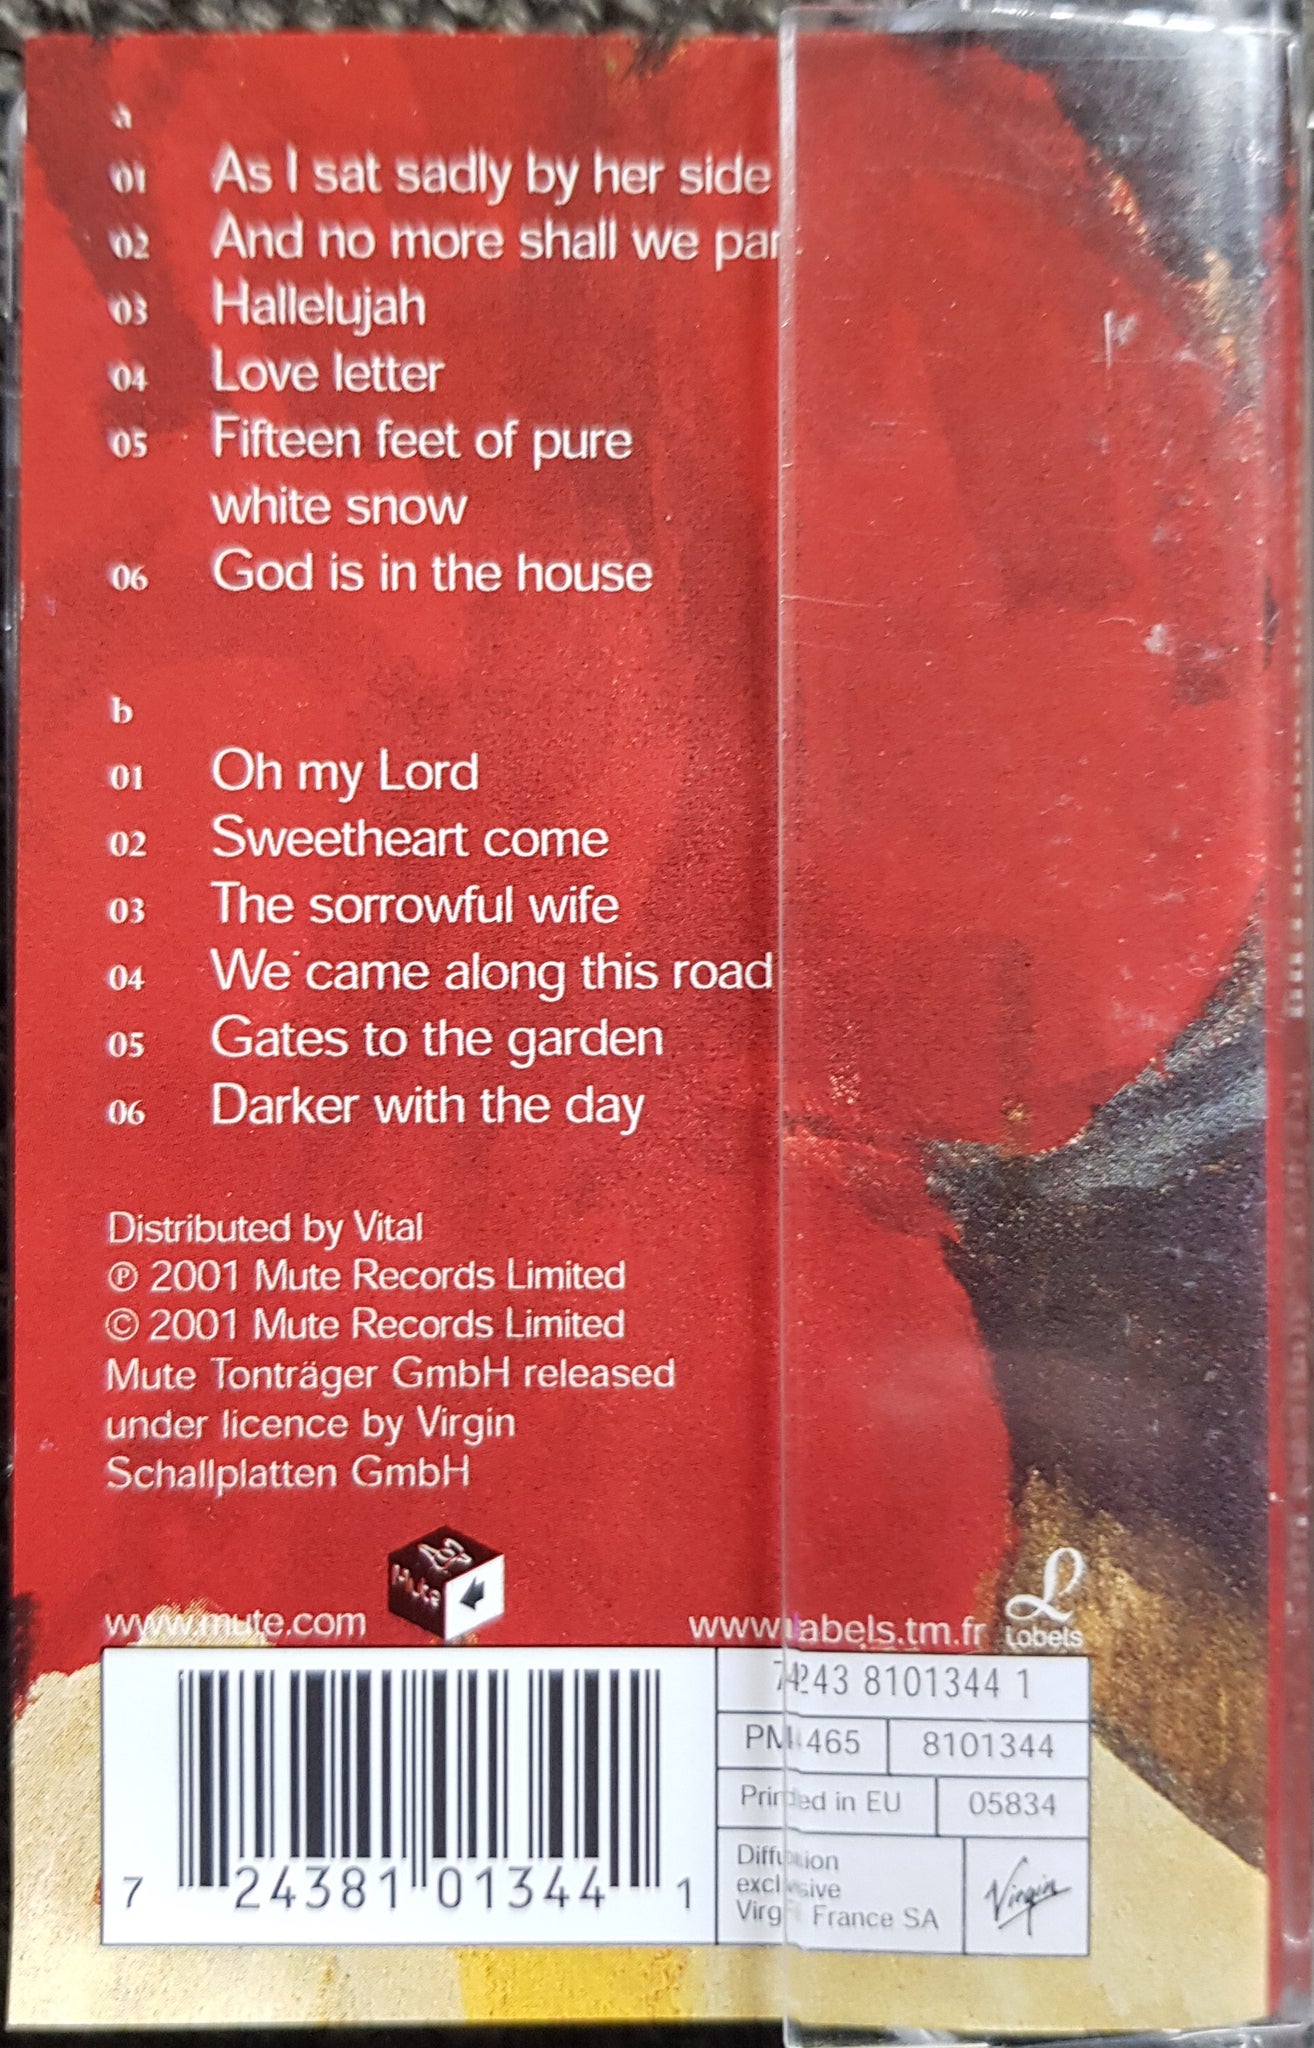 a
01 As I sat sadly by her side
02 And no more shall we par
03 Hallelujah
04 Love letter
05 Fifteen feet of pure
white snow
06 God is in the house
b
01 Oh my Lord
02 Sweetheart come
03 The sorrowful wife
04 We came along this road
05 Gates to the garden
06 Darker with the day
Distributed by Vital
℗ 2001 Mute Records Limited
© 2001 Mute Records Limited
Mute Tonträger GmbH released
under licence by Virgin
Schallplatten GmbH
Mute
www.mute.com
www.labels.tm.fr
Labels
7243 8101344 1
PM 465
8101344
Printed in EU
05834
Diffusion
exclusive
Virgin France SA
Virgin
7 24381 01344 1